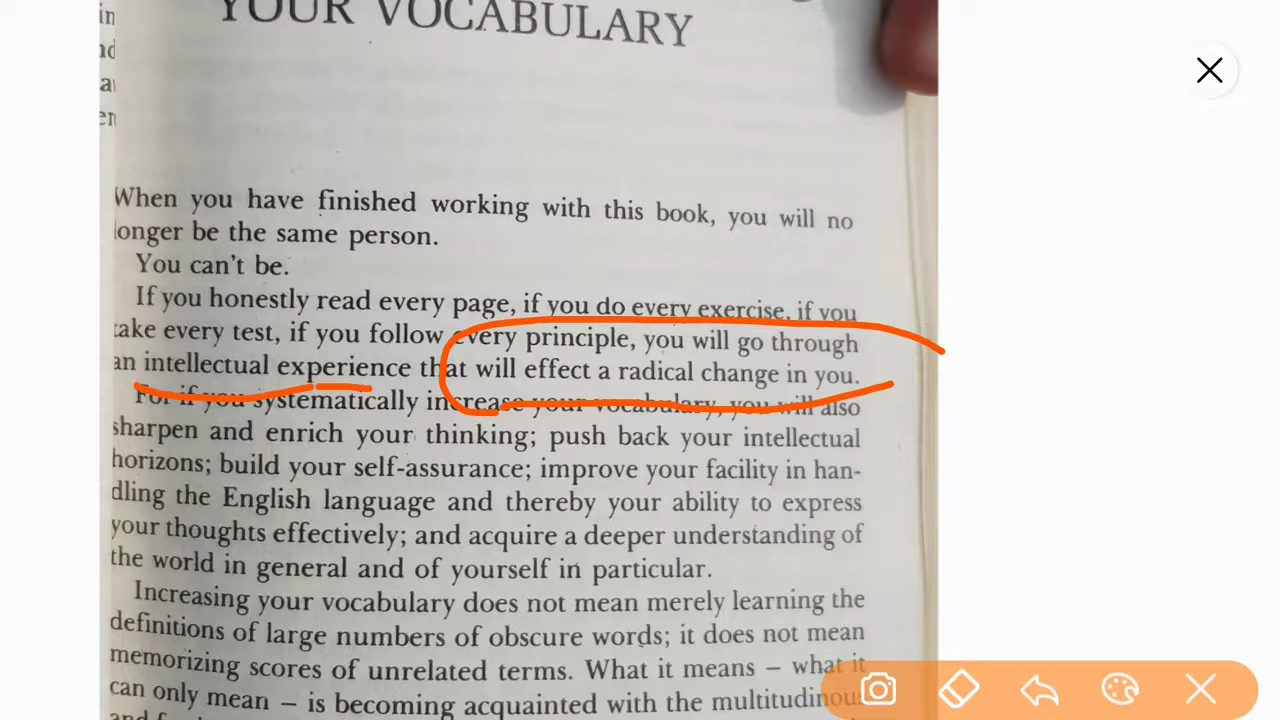 in
YOUR VOCABULARY
When you have finished working with this book, you will no
longer be the same person.
You can't be.
If you honestly read every page, if you do every exercise, if you
take every test, if you follow every principle, you will go through
an intellectual experience that will effect a radical change in you.
For if you systematically increase your vocabulary, you will also
sharpen and enrich your thinking; push back your intellectual
horizons; build your self-assurance; improve your facility in han-
dling the English language and thereby your ability to express
your thoughts effectively; and acquire a deeper understanding of
the world in general and of yourself in particular.
Increasing your vocabulary does not mean merely learning the
definitions of large numbers of obscure words; it does not mean
memorizing scores of unrelated terms. What it means – what it
can only mean – is becoming acquainted with the multitudinous